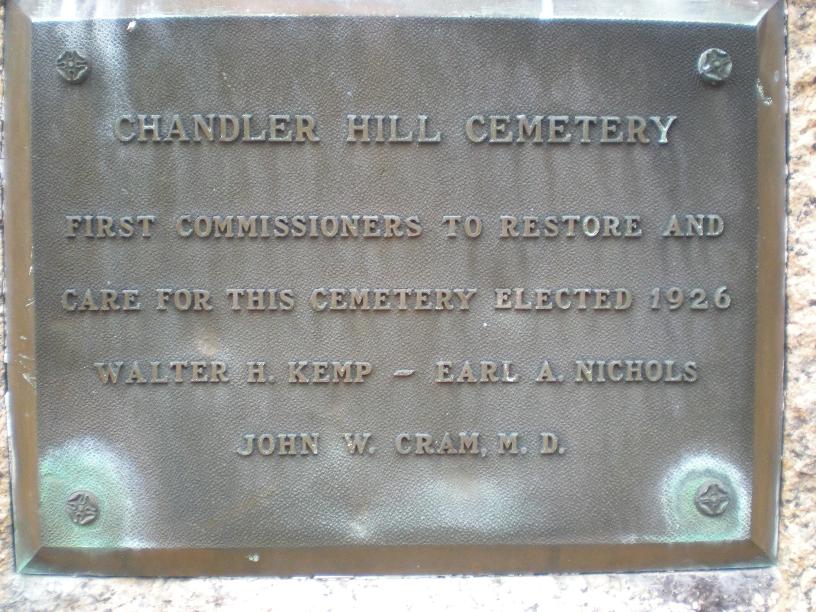 CHANDLER HILL CEMETERY
FIRST COMMISSIONERS TO RESTORE AND
CARE FOR THIS CEMETERY ELECTED 1926
WALTER H. KEMP – EARL A. NICHOLS
JOHN W. CRAM, M. D.